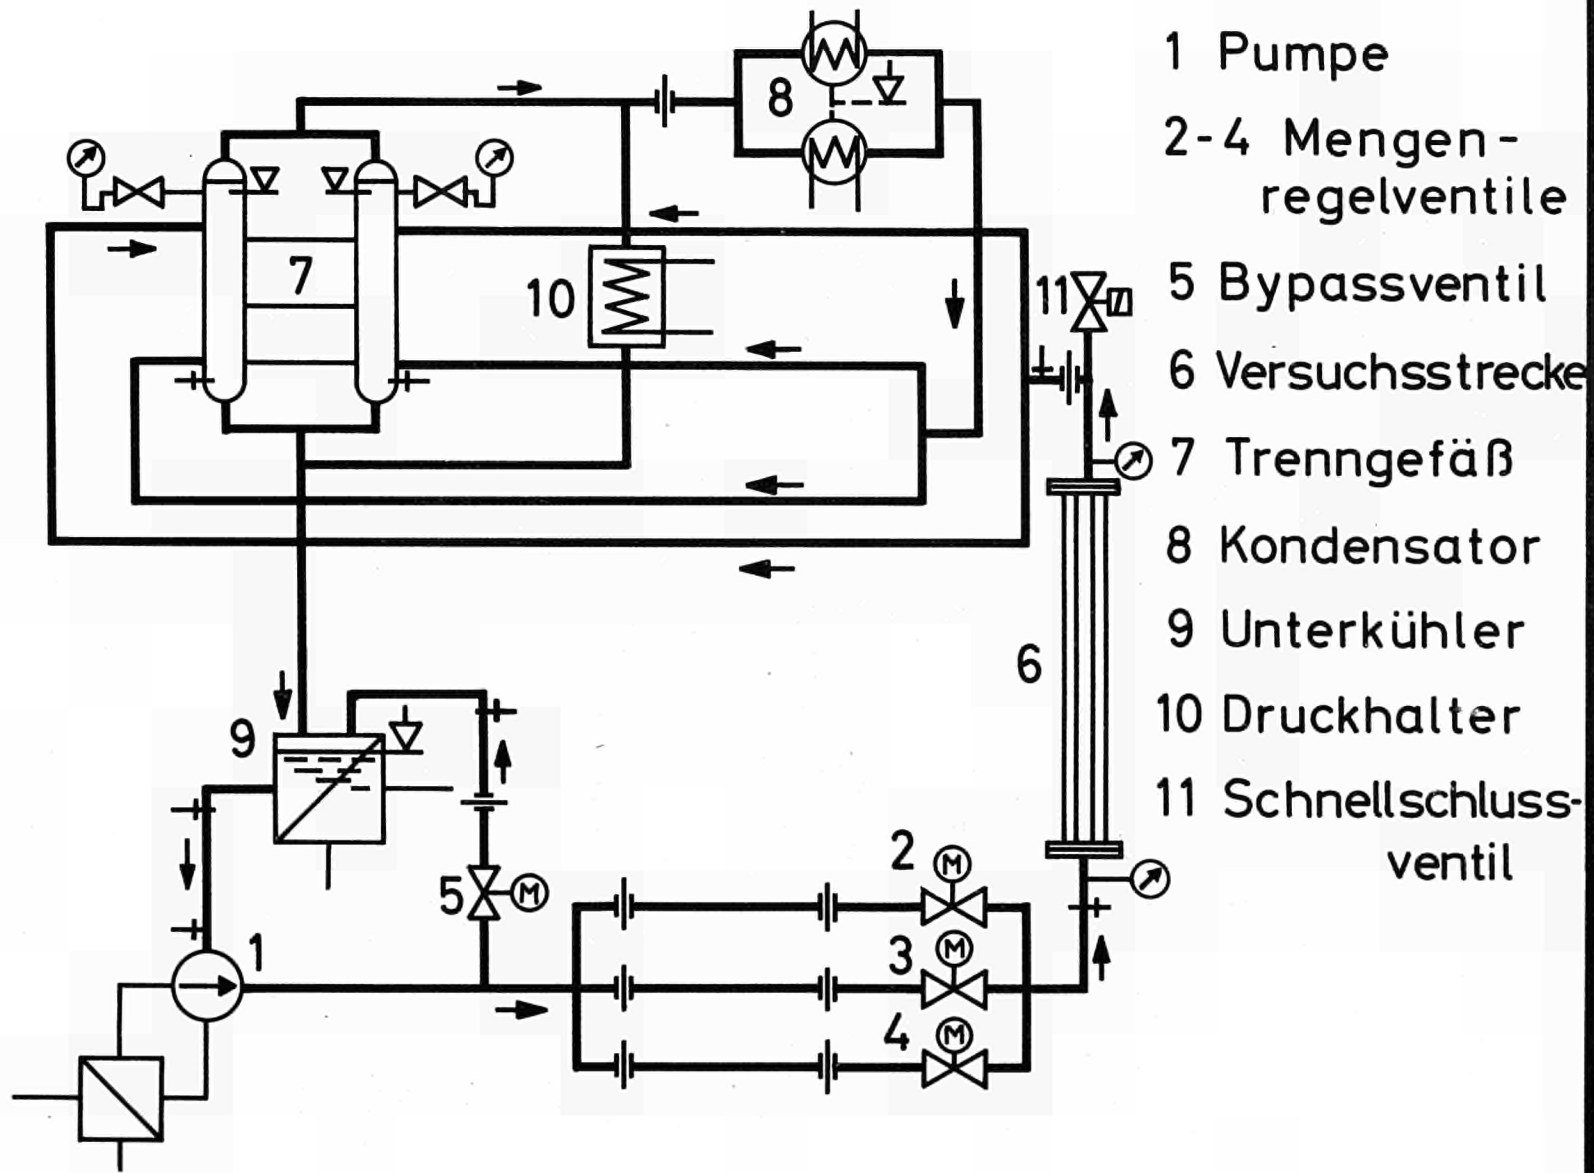 1 Pumpe
2-4 Mengen-
regelventile
5 Bypassventil
6 Versuchsstrecke
7 Trenngefäß
8 Kondensator
9 Unterkühler
10 Druckhalter
11 Schnellschluss-
ventil
8
7
10
11
6
9
5 M
2 M
3 M
4 M
1